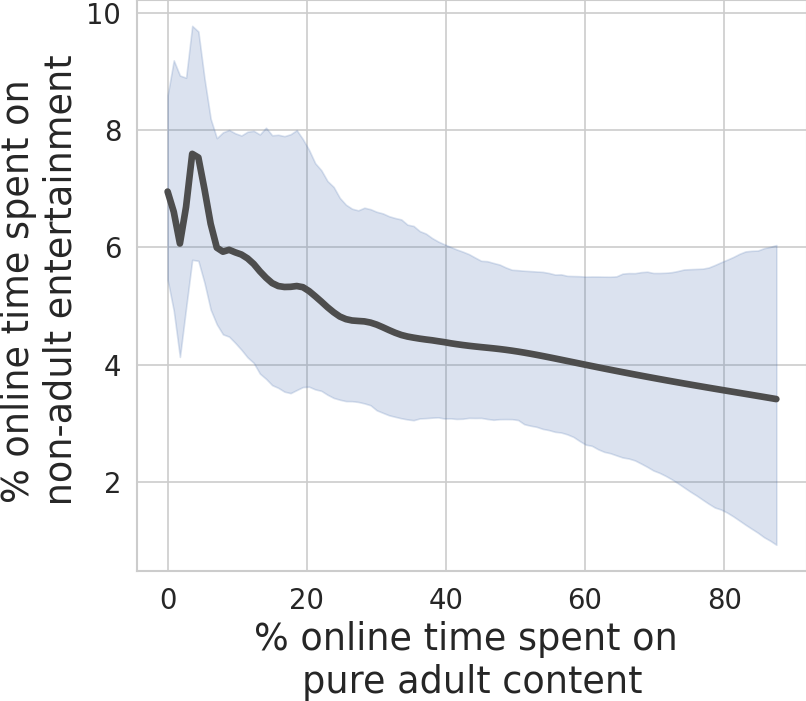 % online time spent on
non-adult entertainment
10
8
6
4
2
0 20 40 60 80
% online time spent on
pure adult content